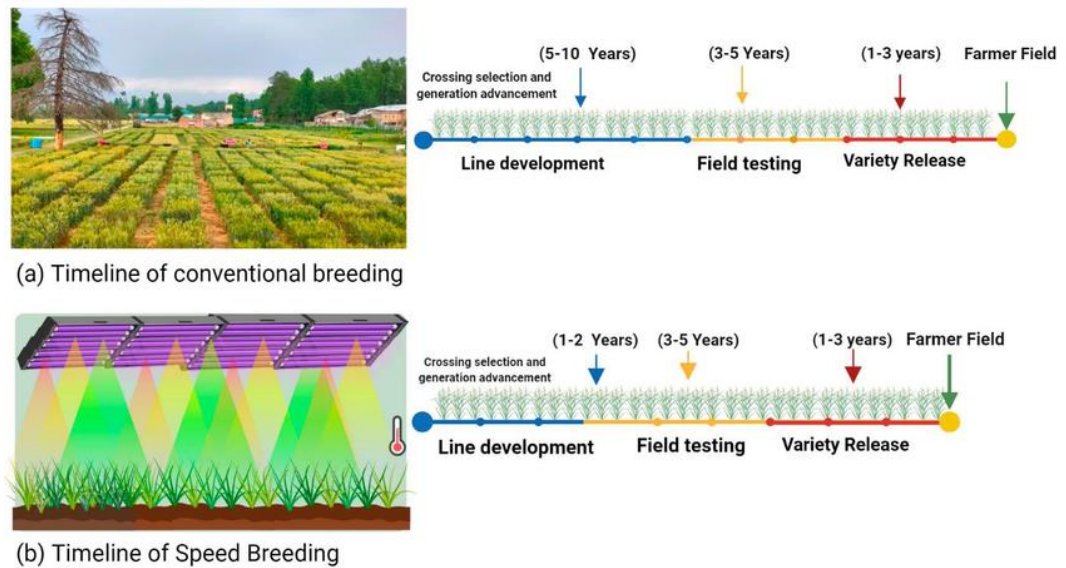 (5-10 Years)
(3-5 Years)
(1-3 years)
Farmer Field
Crossing selection and
generation advancement
Line development
Field testing
Variety Release
(a) Timeline of conventional breeding
(1-2 Years)
(3-5 Years)
(1-3 years)
Farmer Field
Crossing selection and
generation advancement
Line development
Field testing
Variety Release
(b) Timeline of Speed Breeding